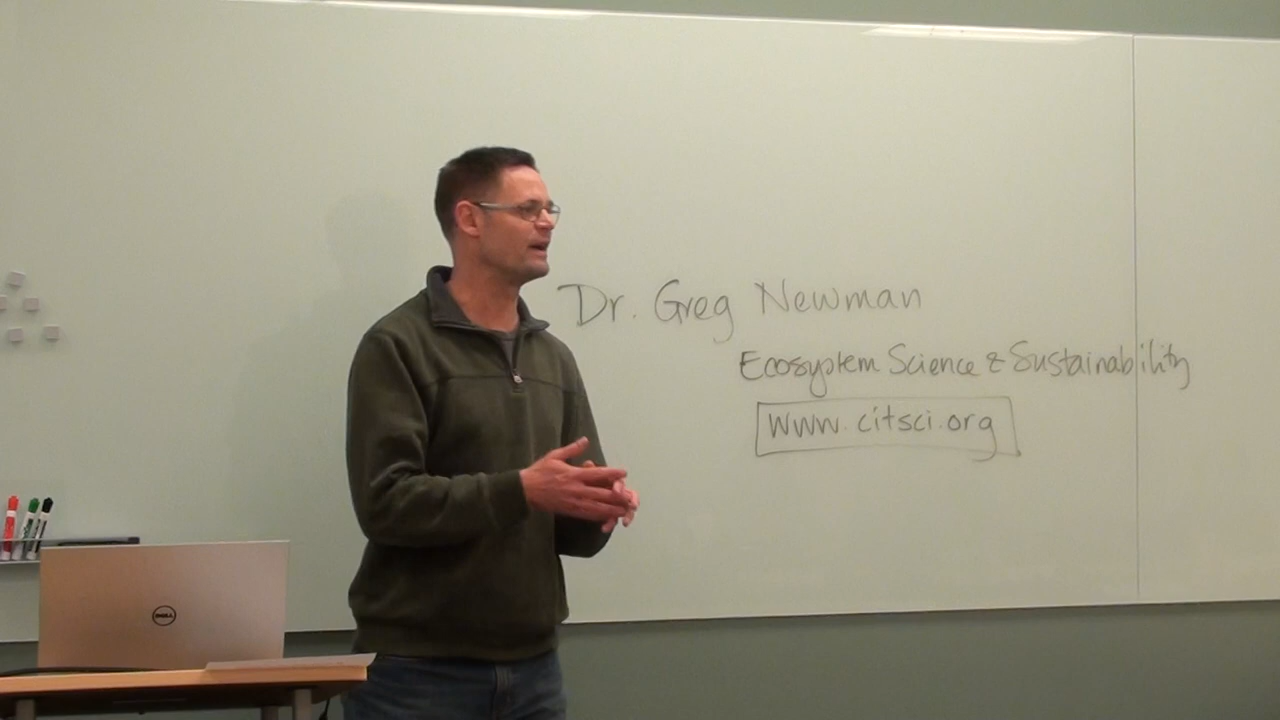 Dr. Greg Newman
Ecosystem Science & Sustainability
www.citsci.org
DELL